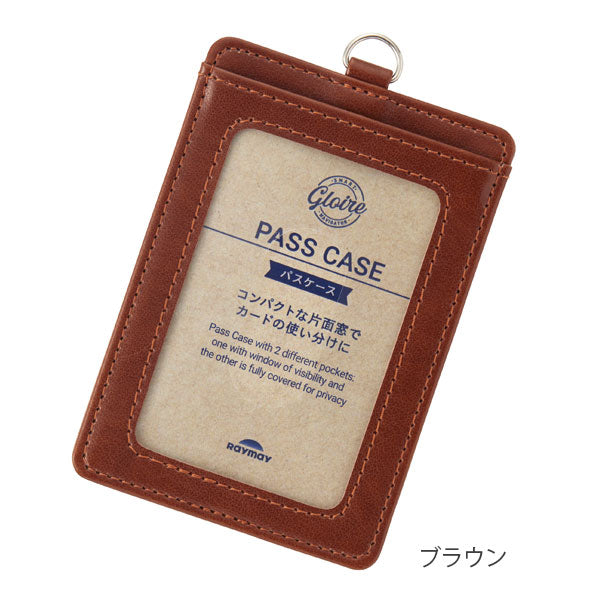 SMART
Gloire
NAVIGATOR
PASS CASE
パスケース
コンパクトな片面窓で
カードの使い分けに
Pass Case with 2 different pockets:
one with window of visibility and
the other is fully covered for privacy
RAYMAY
ブラウン